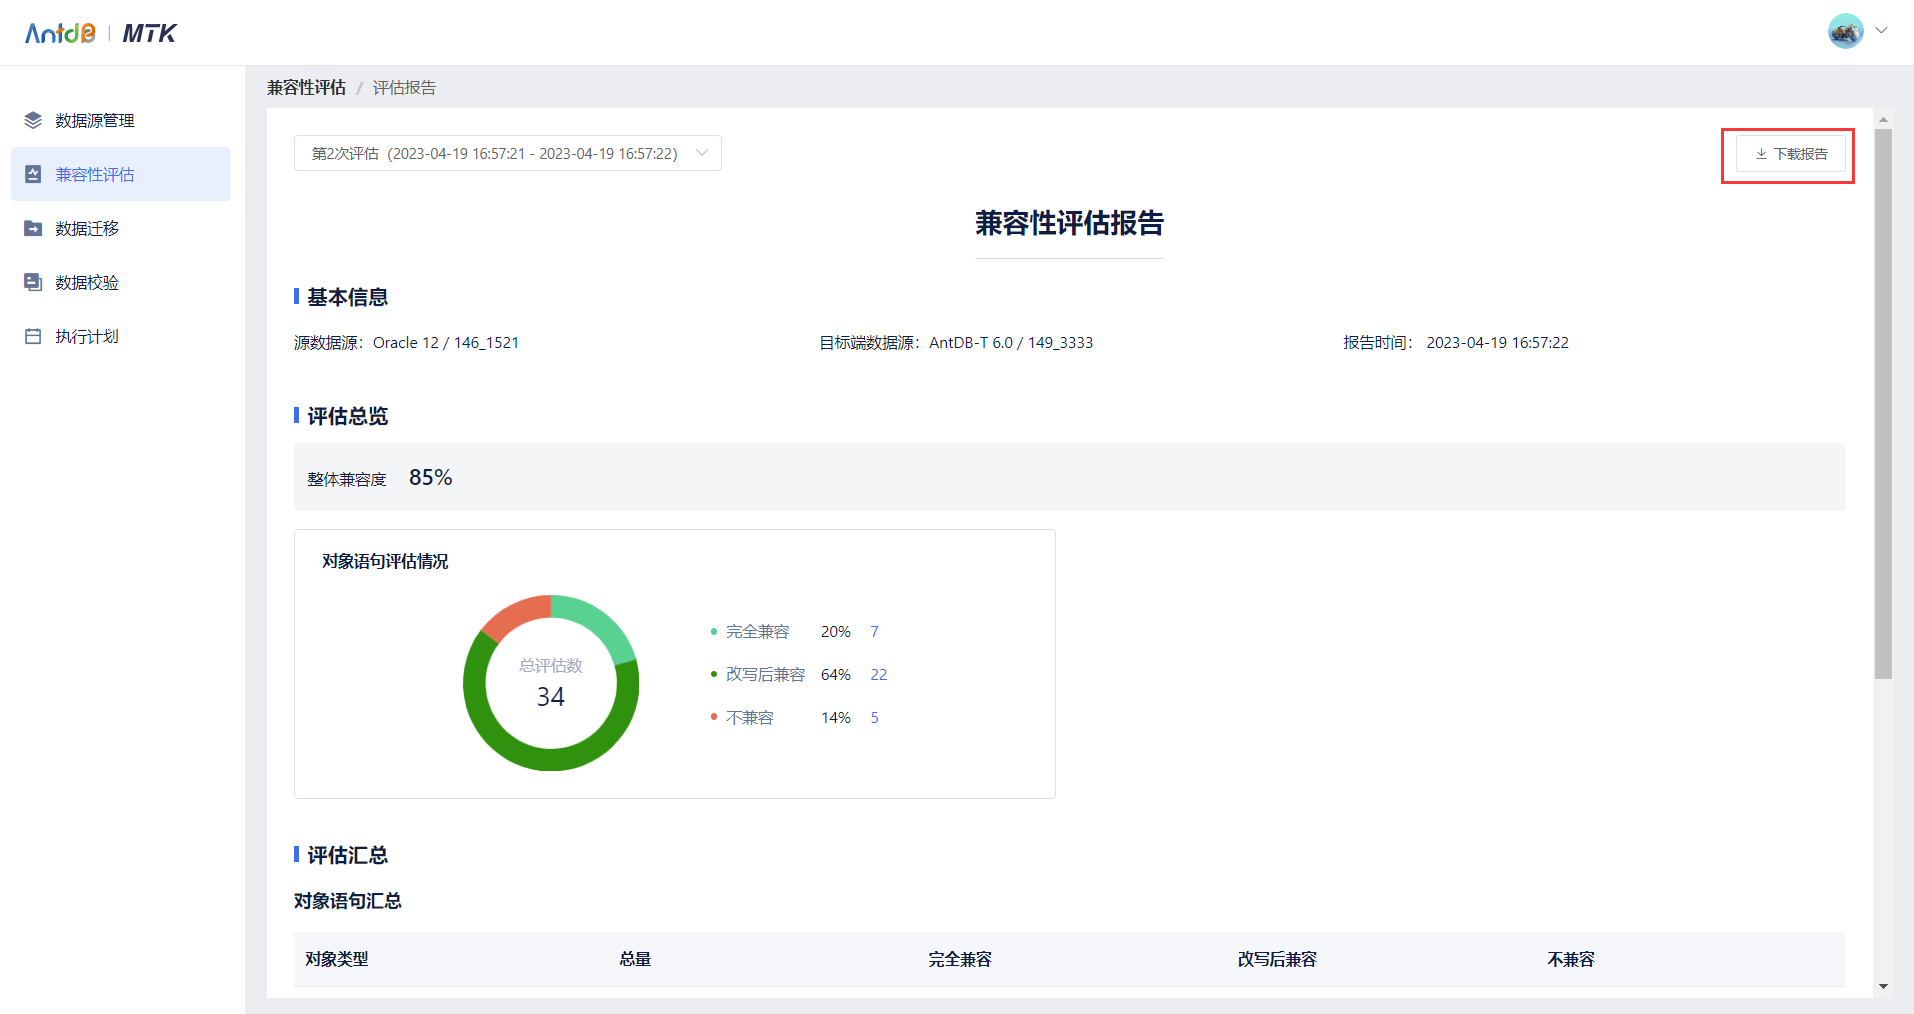 AntdB | MTK
兼容性评估 / 评估报告
数据源管理
兼容性评估
数据迁移
数据校验
执行计划
第2次评估 (2023-04-19 16:57:21 - 2023-04-19 16:57:22)
下载报告
兼容性评估报告
基本信息
源数据源： Oracle 12 / 146_1521
目标端数据源： AntDB-T 6.0 / 149_3333
报告时间： 2023-04-19 16:57:22
评估总览
整体兼容度 85%
对象语句评估情况
总评估数
34
完全兼容 20% 7
改写后兼容 64% 22
不兼容 14% 5
评估汇总
对象语句汇总
对象类型 总量 完全兼容 改写后兼容 不兼容